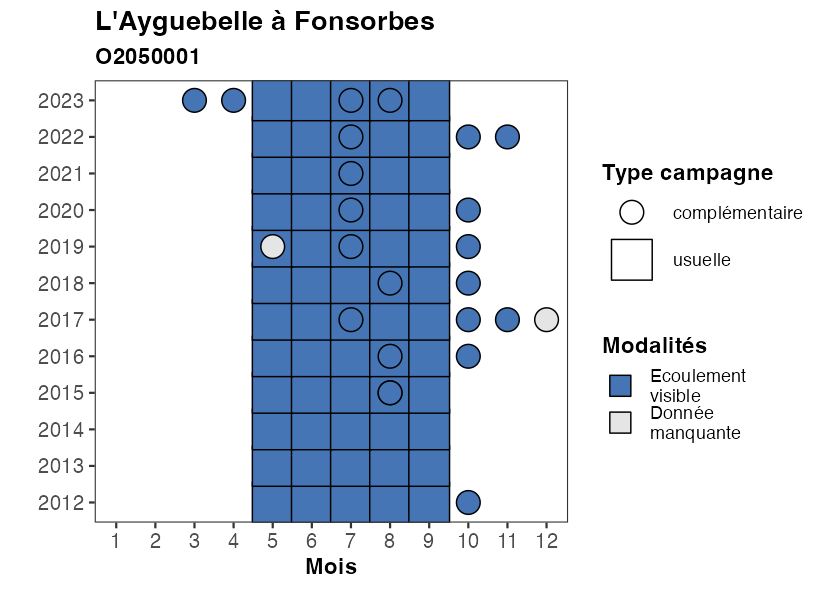 L'Ayguebelle à Fonsorbes
O2050001
2023
2022
2021
2020
2019
2018
2017
2016
2015
2014
2013
2012
1 2 3 4 5 6 7 8 9 10 11 12
Mois
Type campagne
complémentaire
usuelle
Modalités
Ecoulement
visible
Donnée
manquante